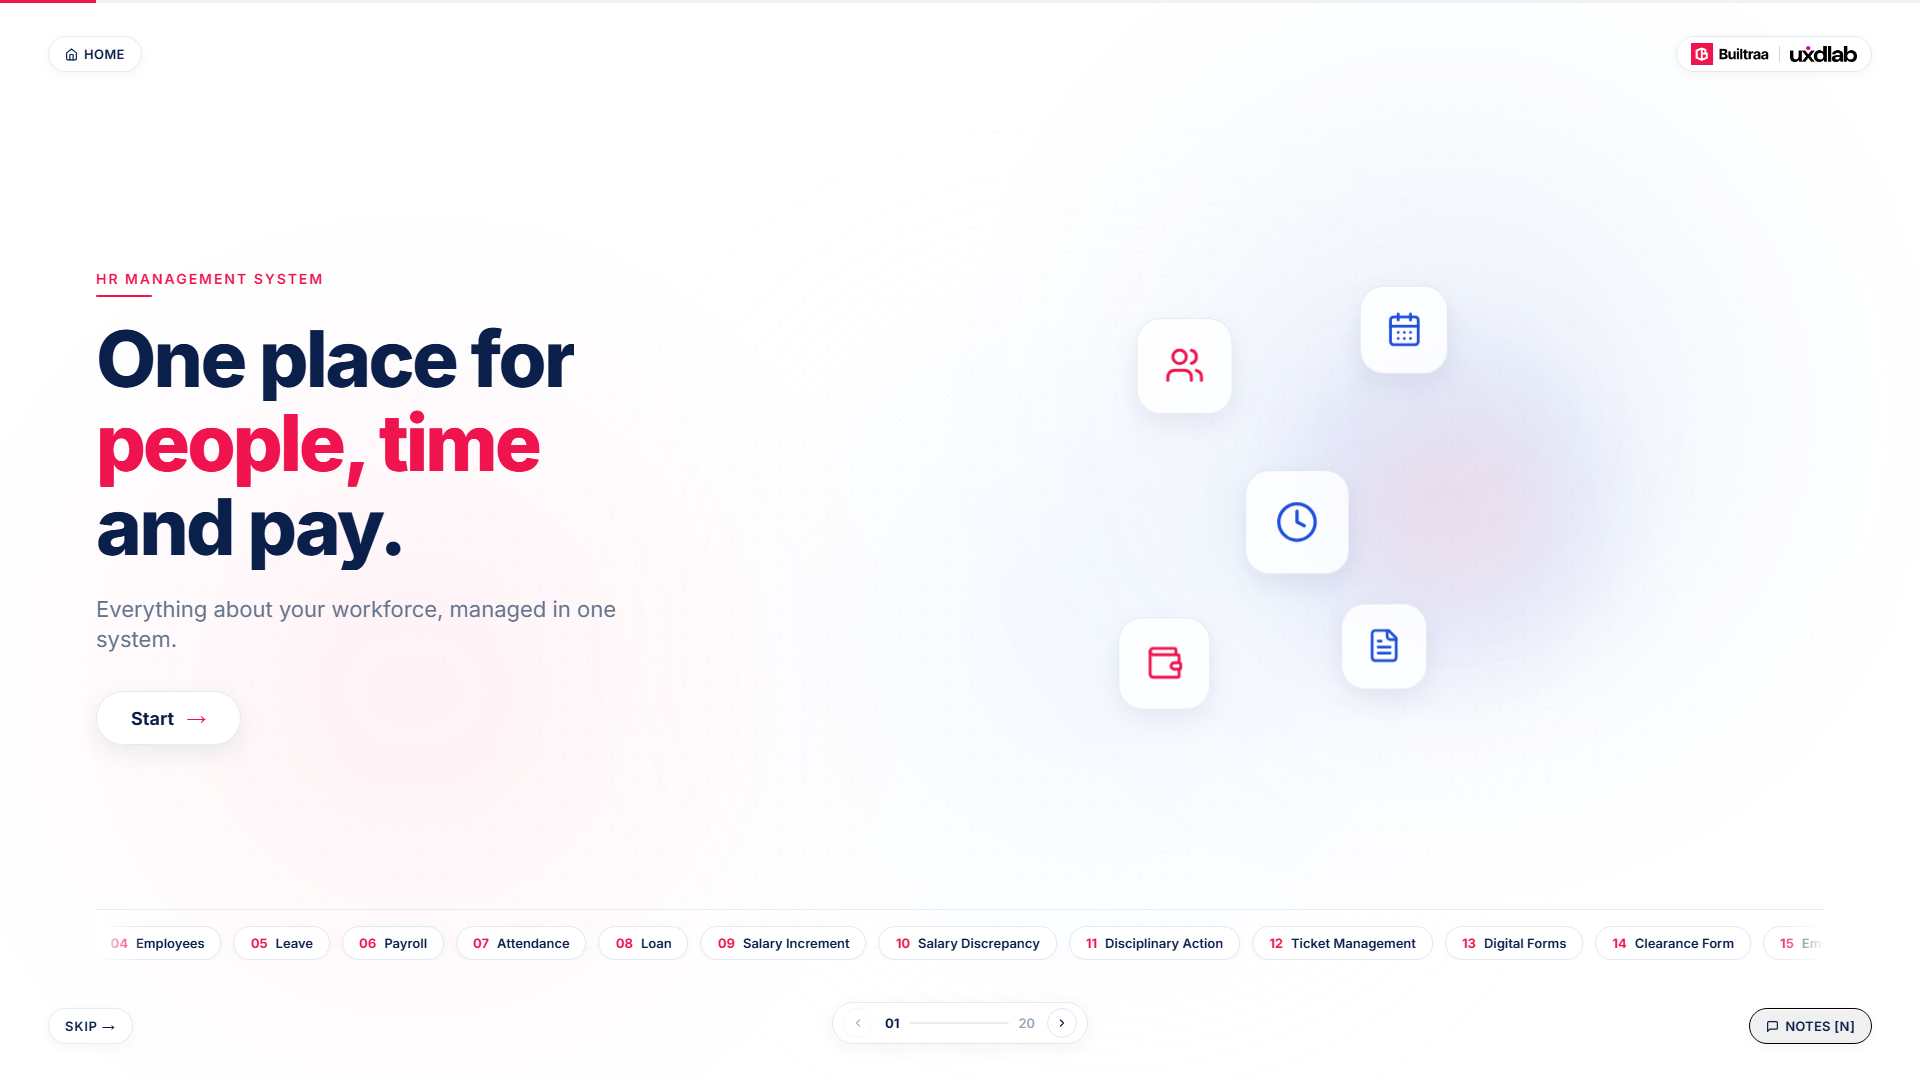 HOME
Builtraa
uxdlab
HR MANAGEMENT SYSTEM
One place for
people, time
and pay.
Everything about your workforce, managed in one
system.
Start →
04 Employees
05 Leave
06 Payroll
07 Attendance
08 Loan
09 Salary Increment
10 Salary Discrepancy
11 Disciplinary Action
12 Ticket Management
13 Digital Forms
14 Clearance Form
15 Em
SKIP →
01
20
NOTES [N]